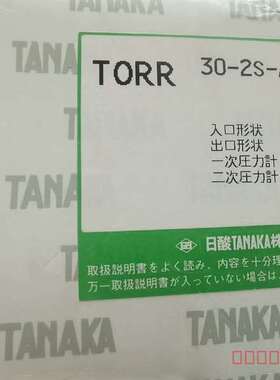 TANAKA
TORR 30-2S-
入口形状
出口形状
一次圧力計
二次圧力計
日酸TANAKA株
取扱説明書をよく読み、内容を十分理
万一取扱説明書が入っていない場合は、
TANAKA
TANAKA
TANAKA
TANAKA
TANAKA